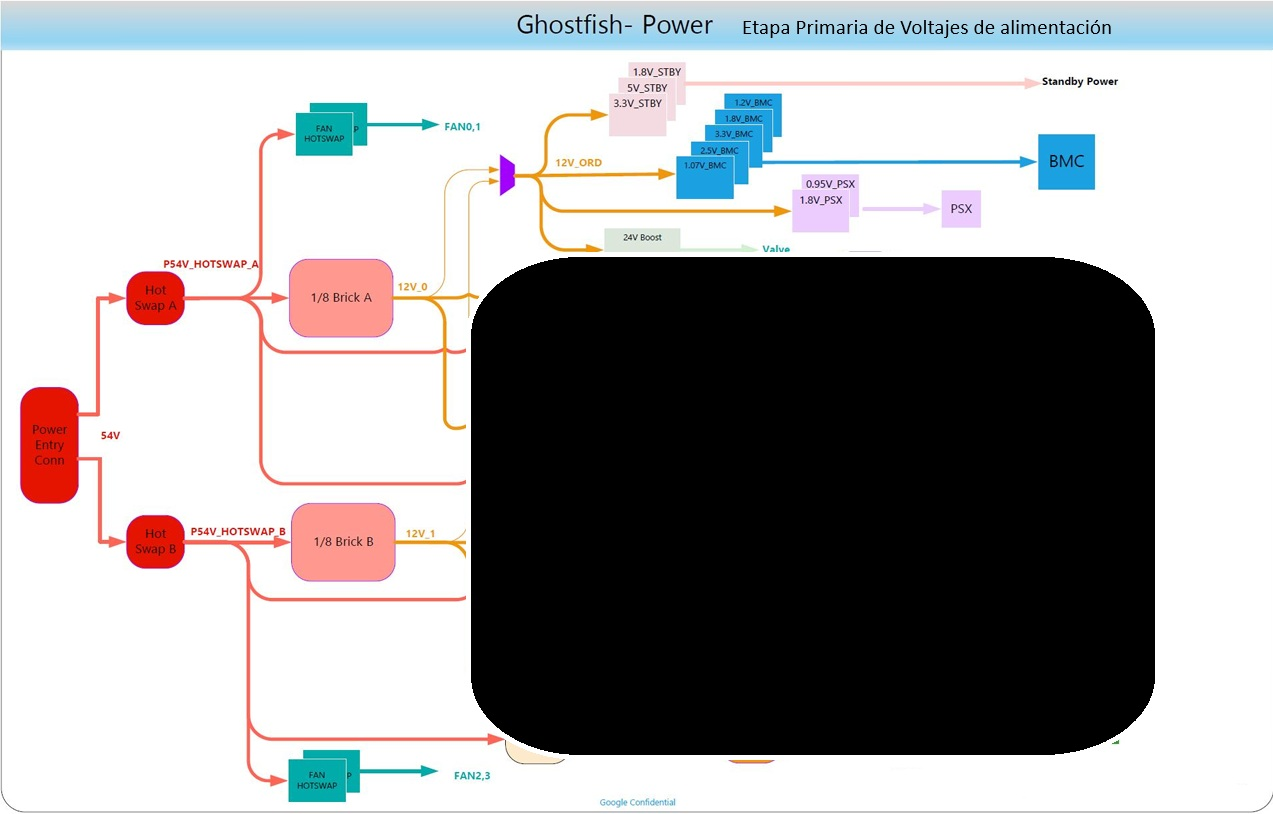 Ghostfish- Power Etapa Primaria de Voltajes de alimentación
1.8V_STBY
5V_STBY
3.3V_STBY
Standby Power
FAN
HOTSWAP
P
FAN0,1
1.2V_BMC
1.8V_BMC
3.3V_BMC
2.5V_BMC
1.07V_BMC
12V_ORD
BMC
0.95V_PSX
1.8V_PSX
PSX
24V Boost
Valve
P54V_HOTSWAP_A
Hot
Swap A
1/8 Brick A
12V_0
Power
Entry
Conn
54V
P54V_HOTSWAP_B
Hot
Swap B
1/8 Brick B
12V_1
FAN
HOTSWAP
P
FAN2,3
Google Confidential